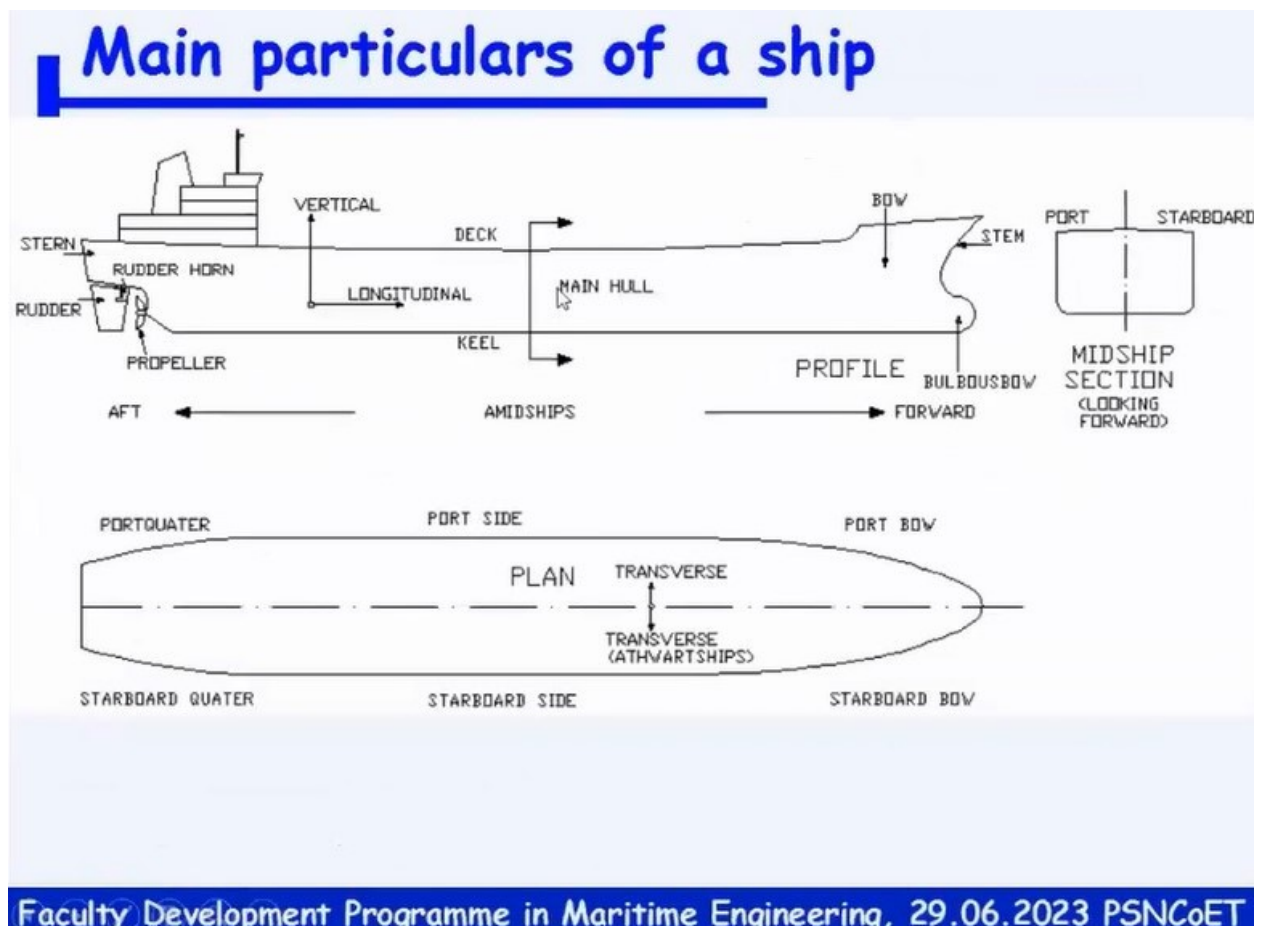 Main particulars of a ship
VERTICAL
BOW
PORT
STARBOARD
STERN
DECK
STEM
RUDDER HORN
LONGITUDINAL
MAIN HULL
RUDDER
KEEL
PROPELLER
PROFILE
BULBOUSBOW
MIDSHIP
SECTION
(LOOKING
FORWARD)
AFT
AMIDSHIPS
FORWARD
PORTQUATER
PORT SIDE
PORT BOW
PLAN
TRANSVERSE
TRANSVERSE
(ATHWARTSHIPS)
STARBOARD QUATER
STARBOARD SIDE
STARBOARD BOW
Faculty Development Programme in Maritime Engineering, 29.06.2023 PSNCoET